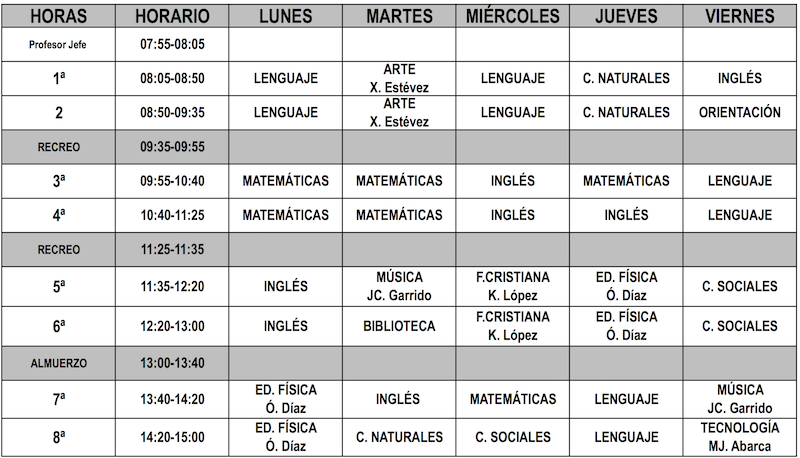 HORAS HORARIO LUNES MARTES MIÉRCOLES JUEVES VIERNES
Profesor Jefe 07:55-08:05
1ª 08:05-08:50 LENGUAJE ARTE X. Estévez LENGUAJE C. NATURALES INGLÉS
2 08:50-09:35 LENGUAJE ARTE X. Estévez LENGUAJE C. NATURALES ORIENTACIÓN
RECREO 09:35-09:55
3ª 09:55-10:40 MATEMÁTICAS MATEMÁTICAS INGLÉS MATEMÁTICAS LENGUAJE
4ª 10:40-11:25 MATEMÁTICAS MATEMÁTICAS INGLÉS INGLÉS LENGUAJE
RECREO 11:25-11:35
5ª 11:35-12:20 INGLÉS MÚSICA JC. Garrido F.CRISTIANA K. López ED. FÍSICA Ó. Díaz C. SOCIALES
6ª 12:20-13:00 INGLÉS BIBLIOTECA F.CRISTIANA K. López ED. FÍSICA Ó. Díaz C. SOCIALES
ALMUERZO 13:00-13:40
7ª 13:40-14:20 ED. FÍSICA Ó. Díaz INGLÉS MATEMÁTICAS LENGUAJE MÚSICA JC. Garrido
8ª 14:20-15:00 ED. FÍSICA Ó. Díaz C. NATURALES C. SOCIALES LENGUAJE TECNOLOGÍA MJ. Abarca